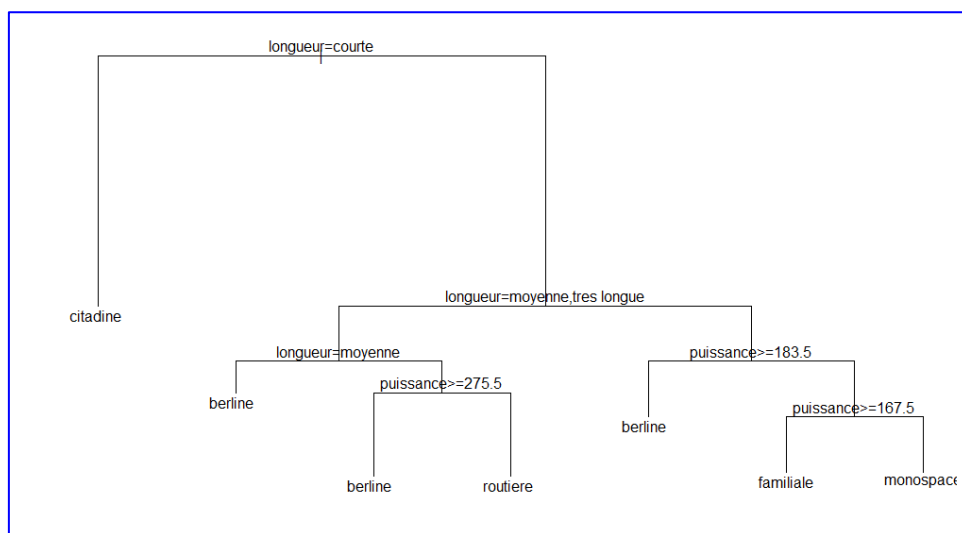 longueur=courte
citadine
longueur=moyenne,tres longue
longueur=moyenne
puissance>=183.5
berline
puissance>=275.5
berline
puissance>=167.5
berline
routiere
familiale
monospace